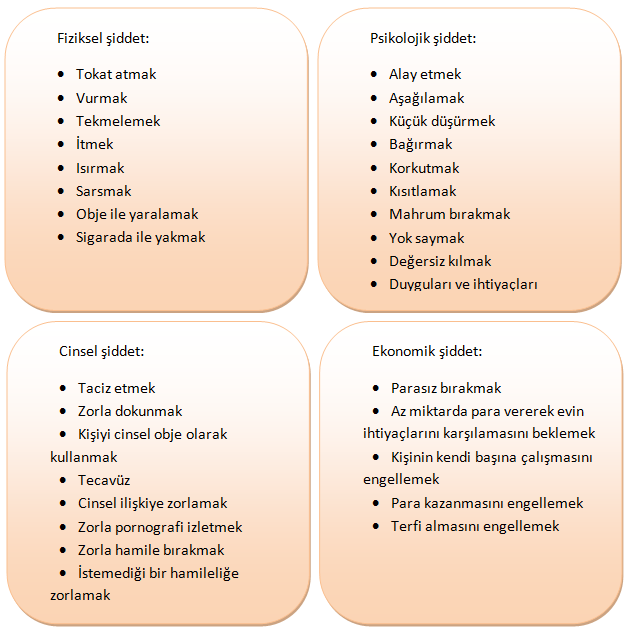 Fiziksel şiddet:
• Tokat atmak
• Vurmak
• Tekmelemek
• İtmek
• Isırmak
• Sarsmak
• Obje ile yaralamak
• Sigarada ile yakmak
Psikolojik şiddet:
• Alay etmek
• Aşağılamak
• Küçük düşürmek
• Bağırmak
• Korkutmak
• Kısıtlamak
• Mahrum bırakmak
• Yok saymak
• Değersiz kılmak
• Duyguları ve ihtiyaçları
Cinsel şiddet:
• Taciz etmek
• Zorla dokunmak
• Kişiyi cinsel obje olarak
kullanmak
• Tecavüz
• Cinsel ilişkiye zorlamak
• Zorla pornografi izletmek
• Zorla hamile bırakmak
• İstemediği bir hamileliğe
zorlamak
Ekonomik şiddet:
• Parasız bırakmak
• Az miktarda para vererek evin
ihtiyaçlarını karşılamasını beklemek
• Kişinin kendi başına çalışmasını
engellemek
• Para kazanmasını engellemek
• Terfi almasını engellemek